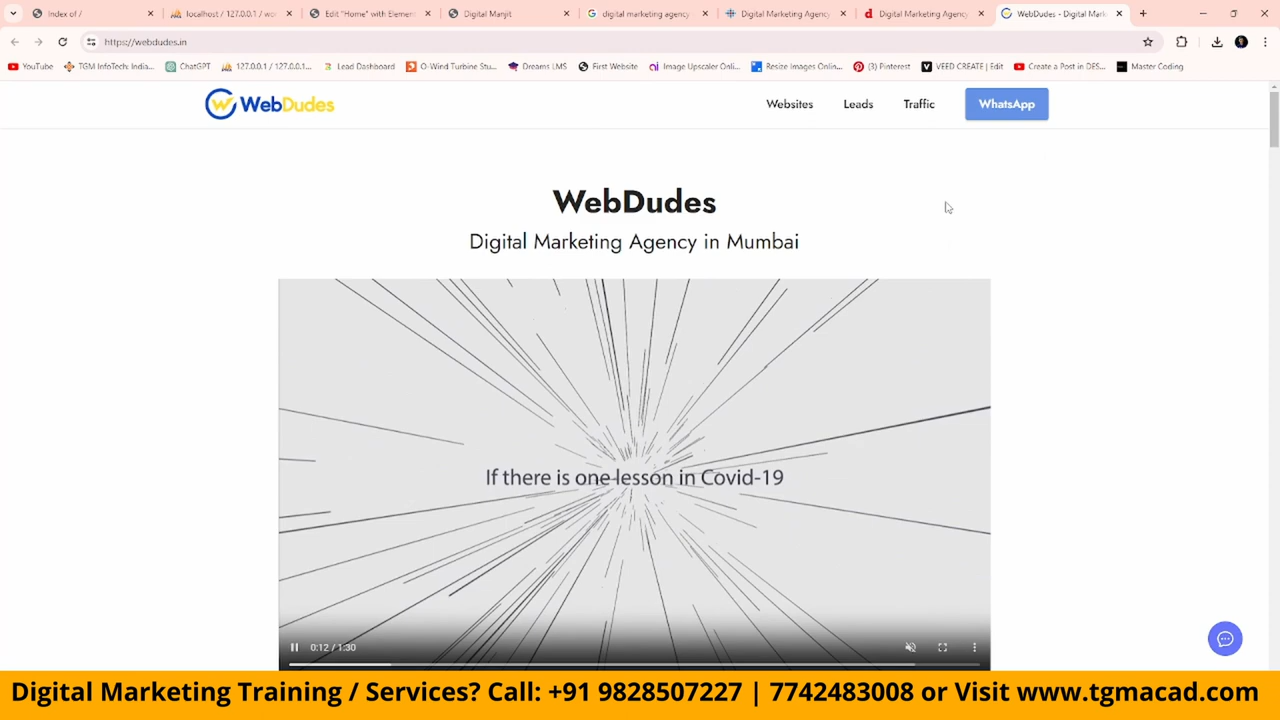 Index of /
localhost / 127.0.0.1 / wor
Edit "Home" with Element
Digital Manjit
digital marketing agency
Digital Marketing Agency
Digital Marketing Agency
WebDudes - Digital Mark
https://webdudes.in
YouTube
TGM InfoTech: India...
ChatGPT
127.0.0.1 / 127.0.0.1...
Lead Dashboard
O-Wind Turbine Stu...
Dreams LMS
First Website
Image Upscaler Onli...
Resize Images Onlin...
(3) Pinterest
VEED CREATE | Edit
Create a Post in DES...
Master Coding
WebDudes
Websites
Leads
Traffic
WhatsApp
WebDudes
Digital Marketing Agency in Mumbai
If there is one lesson in Covid-19
0:12 / 1:30
Digital Marketing Training / Services? Call: +91 9828507227 | 7742483008 or Visit www.tgmacad.com